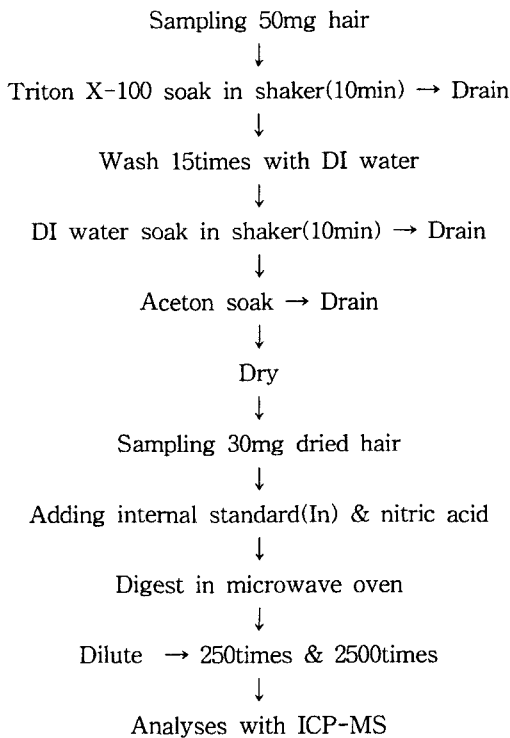 Sampling 50mg hair
↓
Triton X-100 soak in shaker(10min) → Drain
↓
Wash 15times with DI water
↓
DI water soak in shaker(10min) → Drain
↓
Aceton soak → Drain
↓
Dry
↓
Sampling 30mg dried hair
↓
Adding internal standard(In) & nitric acid
↓
Digest in microwave oven
↓
Dilute → 250times & 2500times
↓
Analyses with ICP-MS